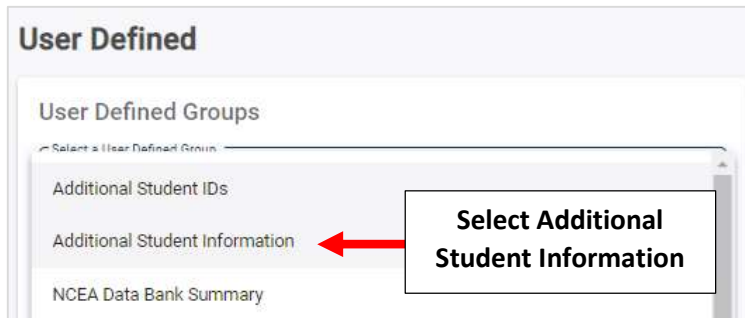 User Defined
User Defined Groups
Select a User Defined Group
Additional Student IDs
Additional Student Information
Select Additional
Student Information
NCEA Data Bank Summary